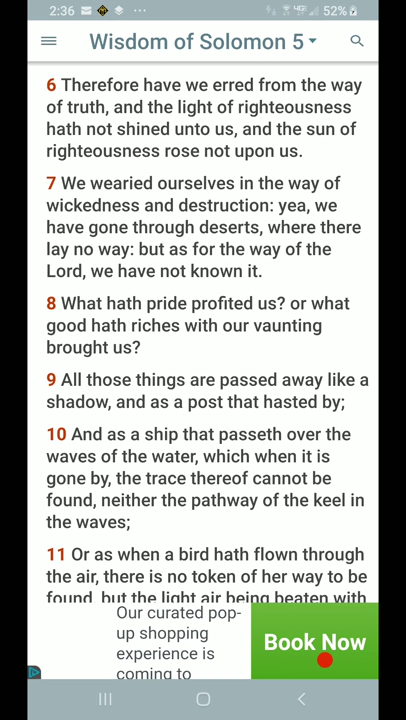 2:36 52%
Wisdom of Solomon 5
6 Therefore have we erred from the way
of truth, and the light of righteousness
hath not shined unto us, and the sun of
righteousness rose not upon us.
7 We wearied ourselves in the way of
wickedness and destruction: yea, we
have gone through deserts, where there
lay no way: but as for the way of the
Lord, we have not known it.
8 What hath pride profited us? or what
good hath riches with our vaunting
brought us?
9 All those things are passed away like a
shadow, and as a post that hasted by;
10 And as a ship that passeth over the
waves of the water, which when it is
gone by, the trace thereof cannot be
found, neither the pathway of the keel in
the waves;
11 Or as when a bird hath flown through
the air, there is no token of her way to be
found, but the light air being beaten with
Our curated pop-
up shopping
experience is
coming to
Book Now